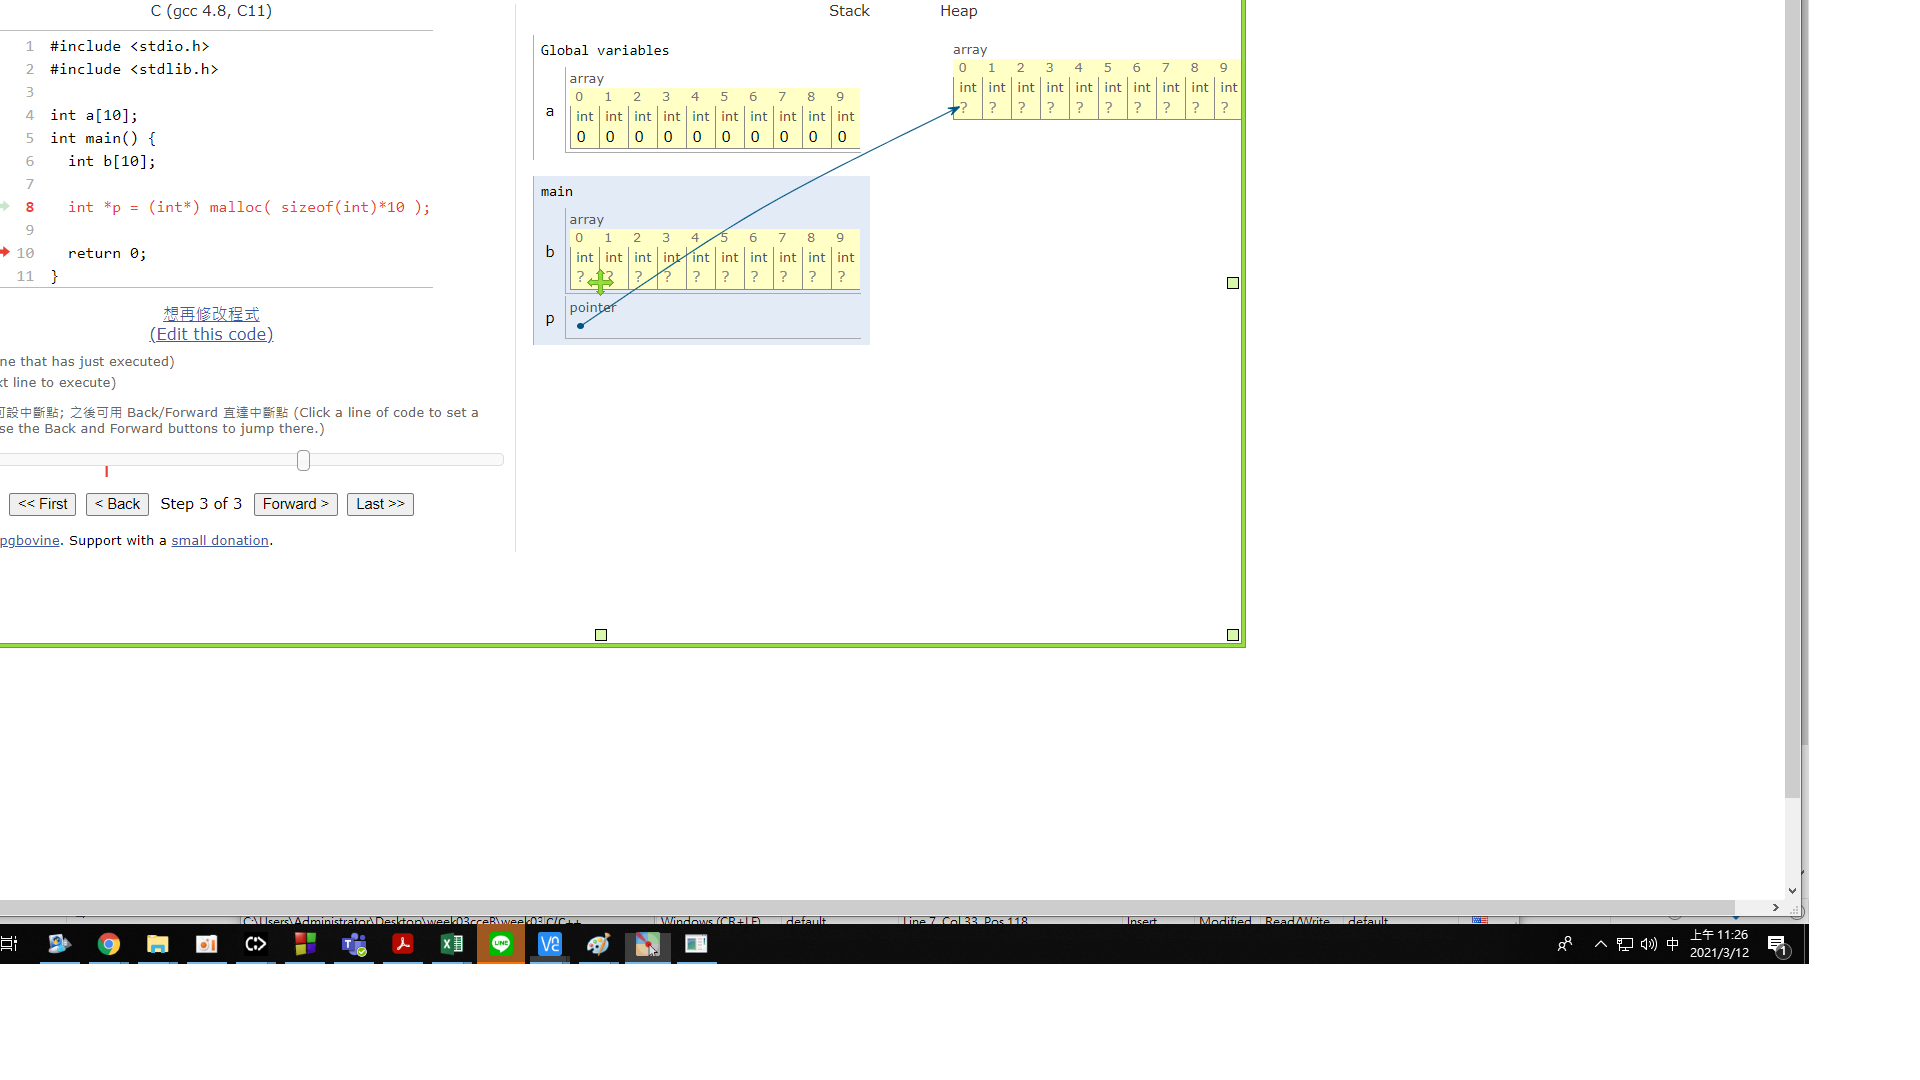 C (gcc 4.8, C11)
1 #include <stdio.h>
2 #include <stdlib.h>
3
4 int a[10];
5 int main() {
6 int b[10];
7
8 int *p = (int*) malloc( sizeof(int)*10 );
9
10 return 0;
11 }
想再修改程式
(Edit this code)
ne that has just executed)
xt line to execute)
可設中斷點; 之後可用 Back/Forward 直達中斷點 (Click a line of code to set a
se the Back and Forward buttons to jump there.)
<< First < Back Step 3 of 3 Forward > Last >>
pgbovine. Support with a small donation.
Stack Heap
Global variables
array
0 1 2 3 4 5 6 7 8 9
a
int int int int int int int int int int
0 0 0 0 0 0 0 0 0 0
main
array
0 1 2 3 4 5 6 7 8 9
b
int int int int int int int int int int
? ? ? ? ? ? ? ? ? ?
pointer
p
array
0 1 2 3 4 5 6 7 8 9
int int int int int int int int int int
? ? ? ? ? ? ? ? ? ?
C:\Users\Administrator\Desktop\week03cceB\week03 C/C++ Windows (CR+LF) default Line 7, Col 33, Pos 118 Insert Modified Read/Write default
中
上午 11:26
2021/3/12
1